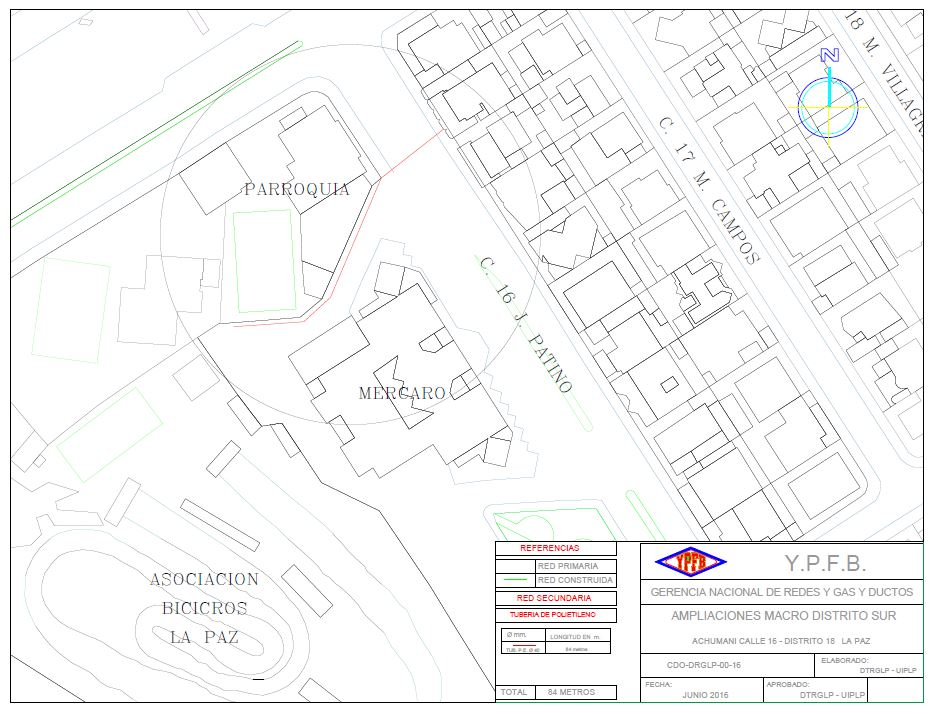 18 M. VILLAGR
N
C. 17 M. CAMPOS
PARROQUIA
C. 16 J. PATINO
MERCARO
ASOCIACION
BICICROS
LA PAZ
REFERENCIAS
RED PRIMARIA
RED CONSTRUIDA
RED SECUNDARIA
TUBERIA DE POLIETILENO
Ø mm. LONGITUD EN m.
TUB. P.E. Ø 40 84 metros
TOTAL 84 METROS
YPFB Y.P.F.B.
GERENCIA NACIONAL DE REDES Y GAS Y DUCTOS
AMPLIACIONES MACRO DISTRITO SUR
ACHUMANI CALLE 16 - DISTRITO 18 LA PAZ
CDO-DRGLP-00-16
ELABORADO:
DTRGLP - UIPLP
FECHA:
JUNIO 2016
APROBADO:
DTRGLP - UIPLP